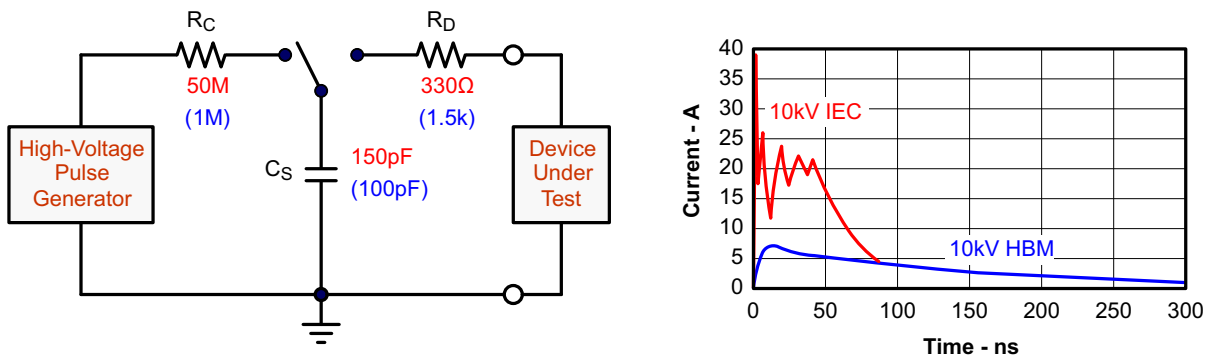 R_C
50M
(1M)
R_D
330Ω
(1.5k)
High-Voltage
Pulse
Generator
C_S
150pF
(100pF)
Device
Under
Test
Current - A
40
35
30
25
20
15
10
5
0
10kV IEC
10kV HBM
0 50 100 150 200 250 300
Time - ns